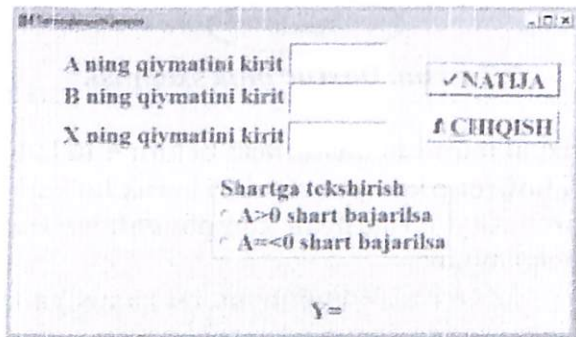 A ning qiymatini kirit
B ning qiymatini kirit
✓NATIJA
X ning qiymatini kirit
CHIQISH
Shartga tekshirish
A>0 shart bajarilsa
A=<0 shart bajarilsa
Y=